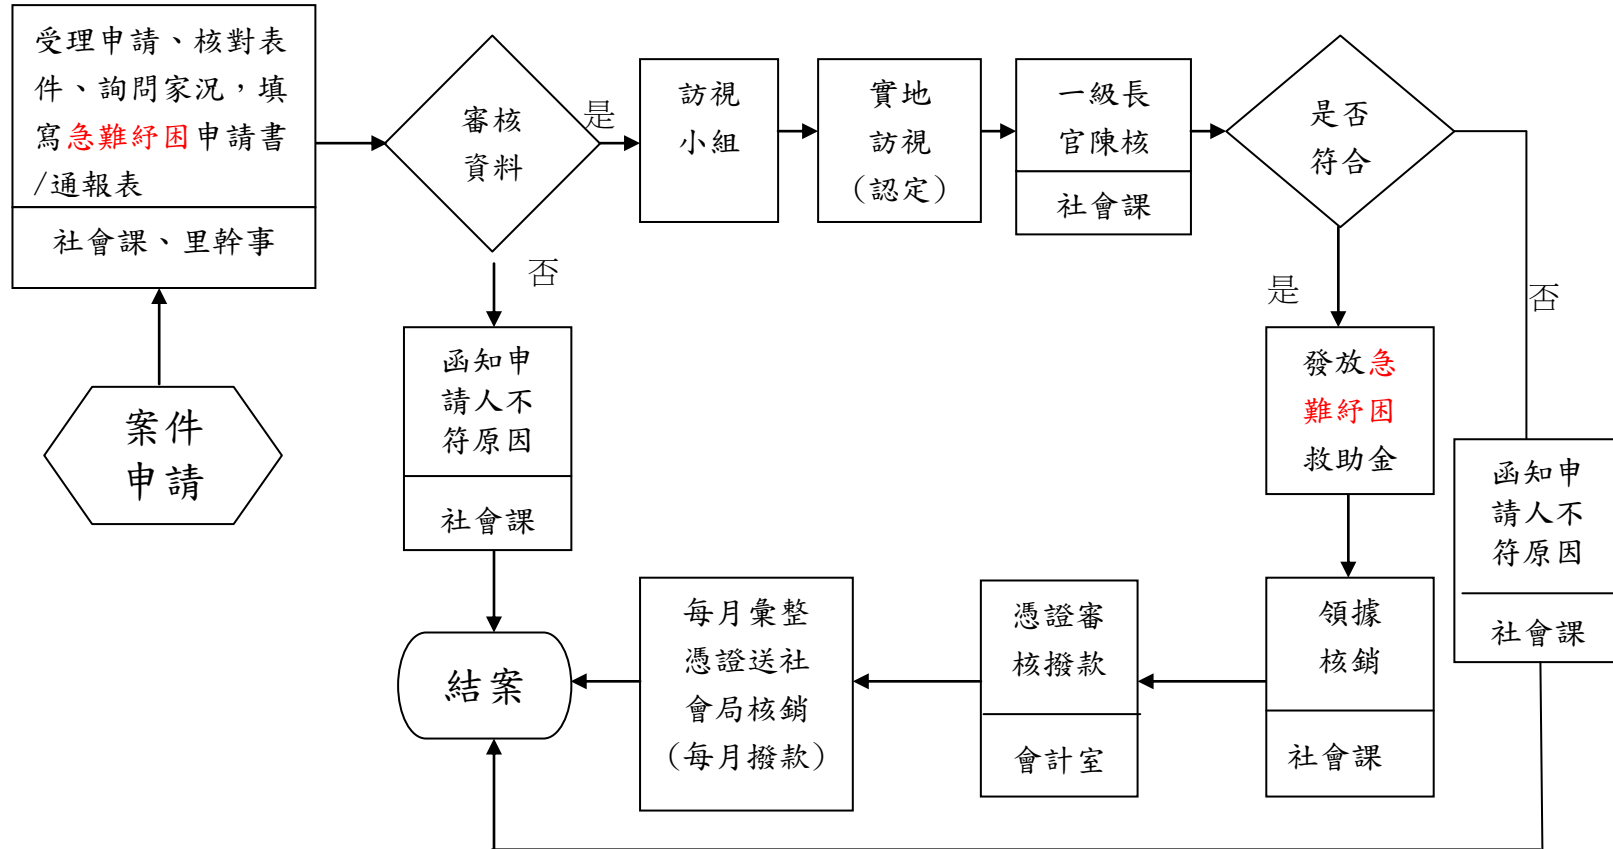 受理申請、核對表
件、詢問家況，填
寫急難紓困申請書
/通報表
社會課、里幹事
案件
申請
審核
資料
是
否
訪視
小組
實地
訪視
(認定)
一級長
官陳核
社會課
是否
符合
是
否
函知申
請人不
符原因
社會課
發放急
難紓困
救助金
函知申
請人不
符原因
社會課
領據
核銷
社會課
憑證審
核撥款
會計室
每月彙整
憑證送社
會局核銷
(每月撥款)
結案